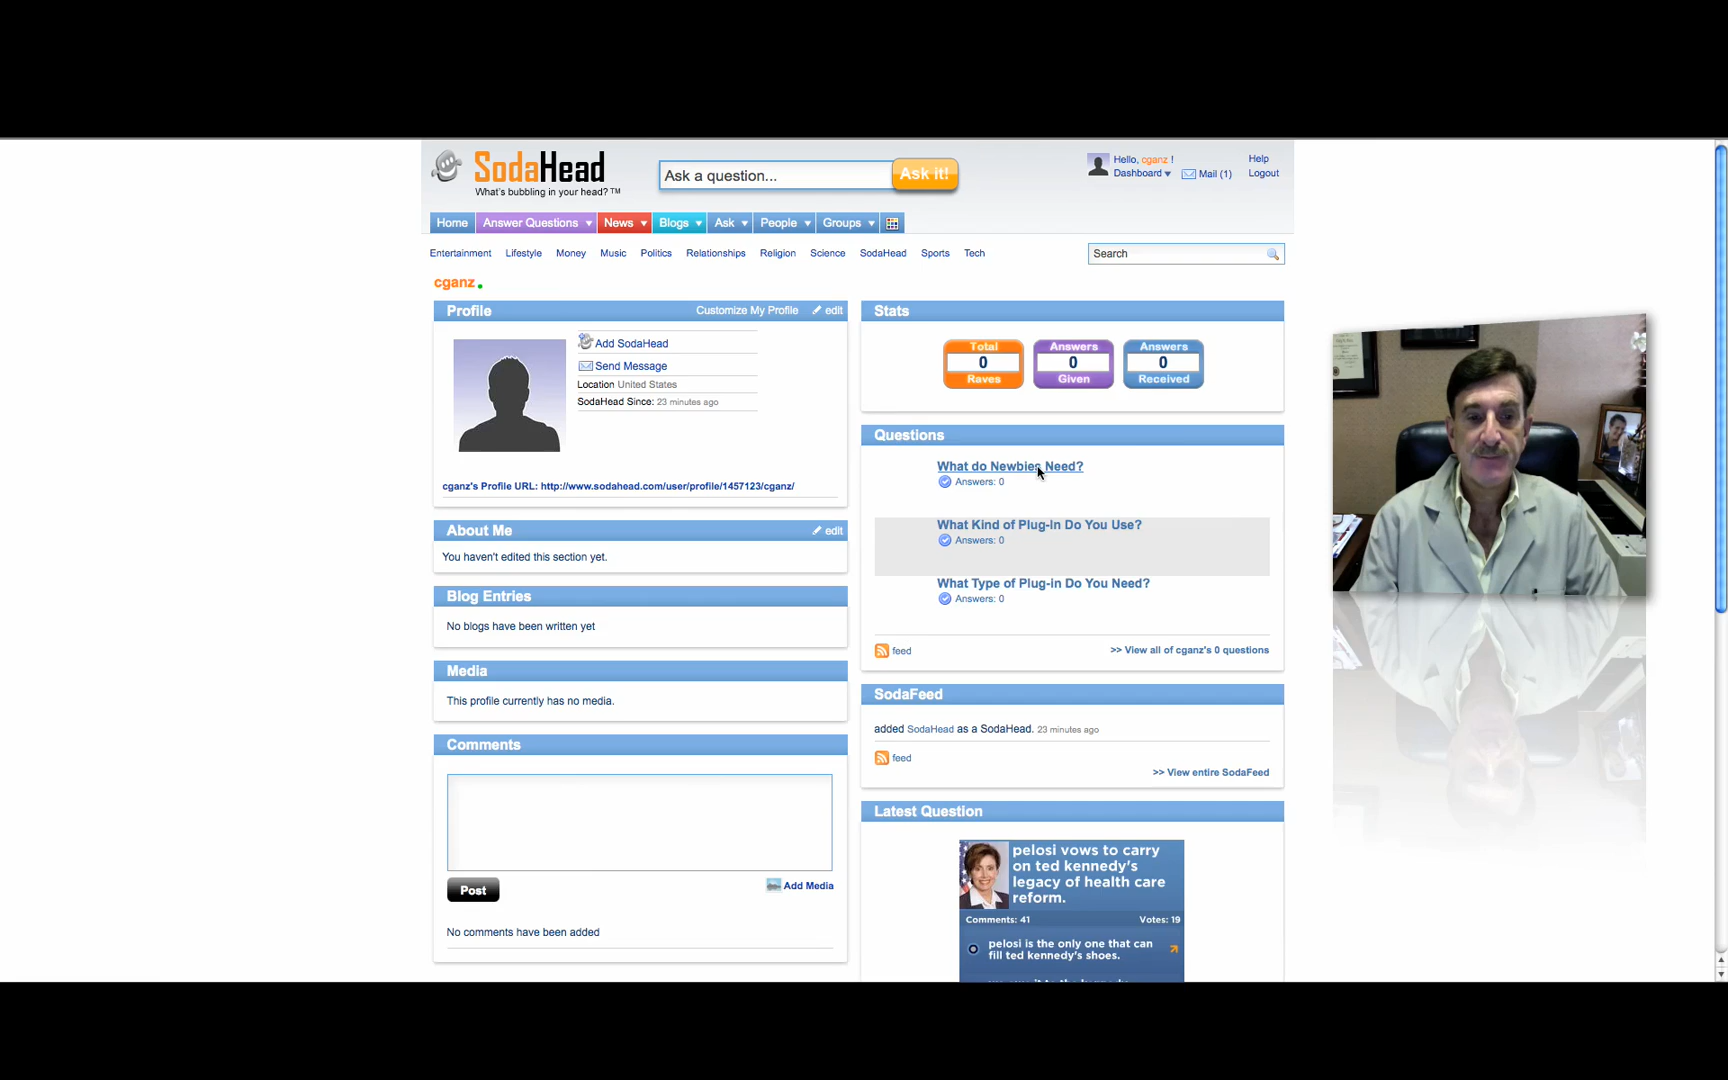 SodaHead
What's bubbling in your head?™
Ask a question...
Ask it!
Hello, cganz !
Dashboard
Mail (1)
Help
Logout
Home
Answer Questions
News
Blogs
Ask
People
Groups
Entertainment
Lifestyle
Money
Music
Politics
Relationships
Religion
Science
SodaHead
Sports
Tech
Search
cganz
Profile
Customize My Profile
edit
Add SodaHead
Send Message
Location United States
SodaHead Since: 23 minutes ago
cganz's Profile URL: http://www.sodahead.com/user/profile/1457123/cganz/
About Me
edit
You haven't edited this section yet.
Blog Entries
No blogs have been written yet
Media
This profile currently has no media.
Comments
Post
Add Media
No comments have been added
Stats
Total
0
Raves
Answers
0
Given
Answers
0
Received
Questions
What do Newbies Need?
Answers: 0
What Kind of Plug-In Do You Use?
Answers: 0
What Type of Plug-in Do You Need?
Answers: 0
feed
>> View all of cganz's 0 questions
SodaFeed
added SodaHead as a SodaHead. 23 minutes ago
feed
>> View entire SodaFeed
Latest Question
pelosi vows to carry
on ted kennedy's
legacy of health care
reform.
Comments: 41
Votes: 19
pelosi is the only one that can
fill ted kennedy's shoes.